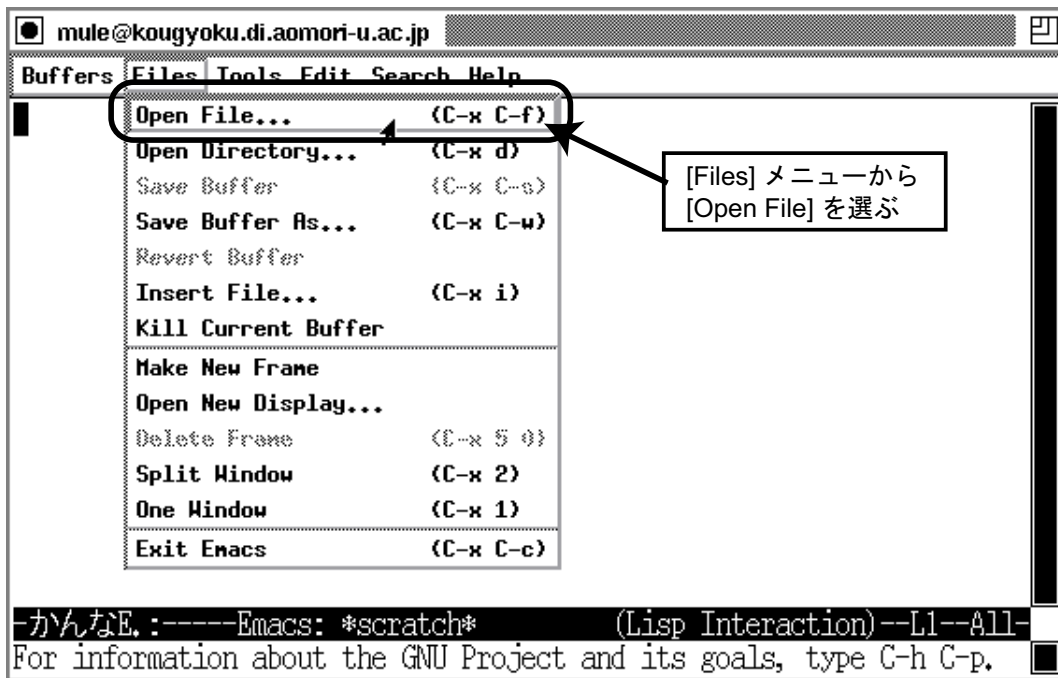 mule@kougyoku.di.aomori-u.ac.jp
Buffers Files Tools Edit Search Help
Open File... (C-x C-f)
Open Directory... (C-x d)
Save Buffer (C-x C-s)
Save Buffer As... (C-x C-w)
Revert Buffer
Insert File... (C-x i)
Kill Current Buffer
Make New Frame
Open New Display...
Delete Frame (C-x 5 0)
Split Window (C-x 2)
One Window (C-x 1)
Exit Emacs (C-x C-c)
[Files] メニューから
[Open File] を選ぶ
-かんなE.:-----Emacs: *scratch* (Lisp Interaction)--L1--All-
For information about the GNU Project and its goals, type C-h C-p.